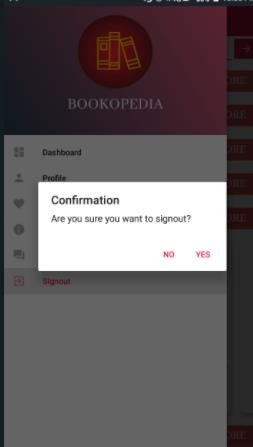 BOOKOPEDIA
Dashboard
Profile
Confirmation
Are you sure you want to signout?
NO
YES
Signout